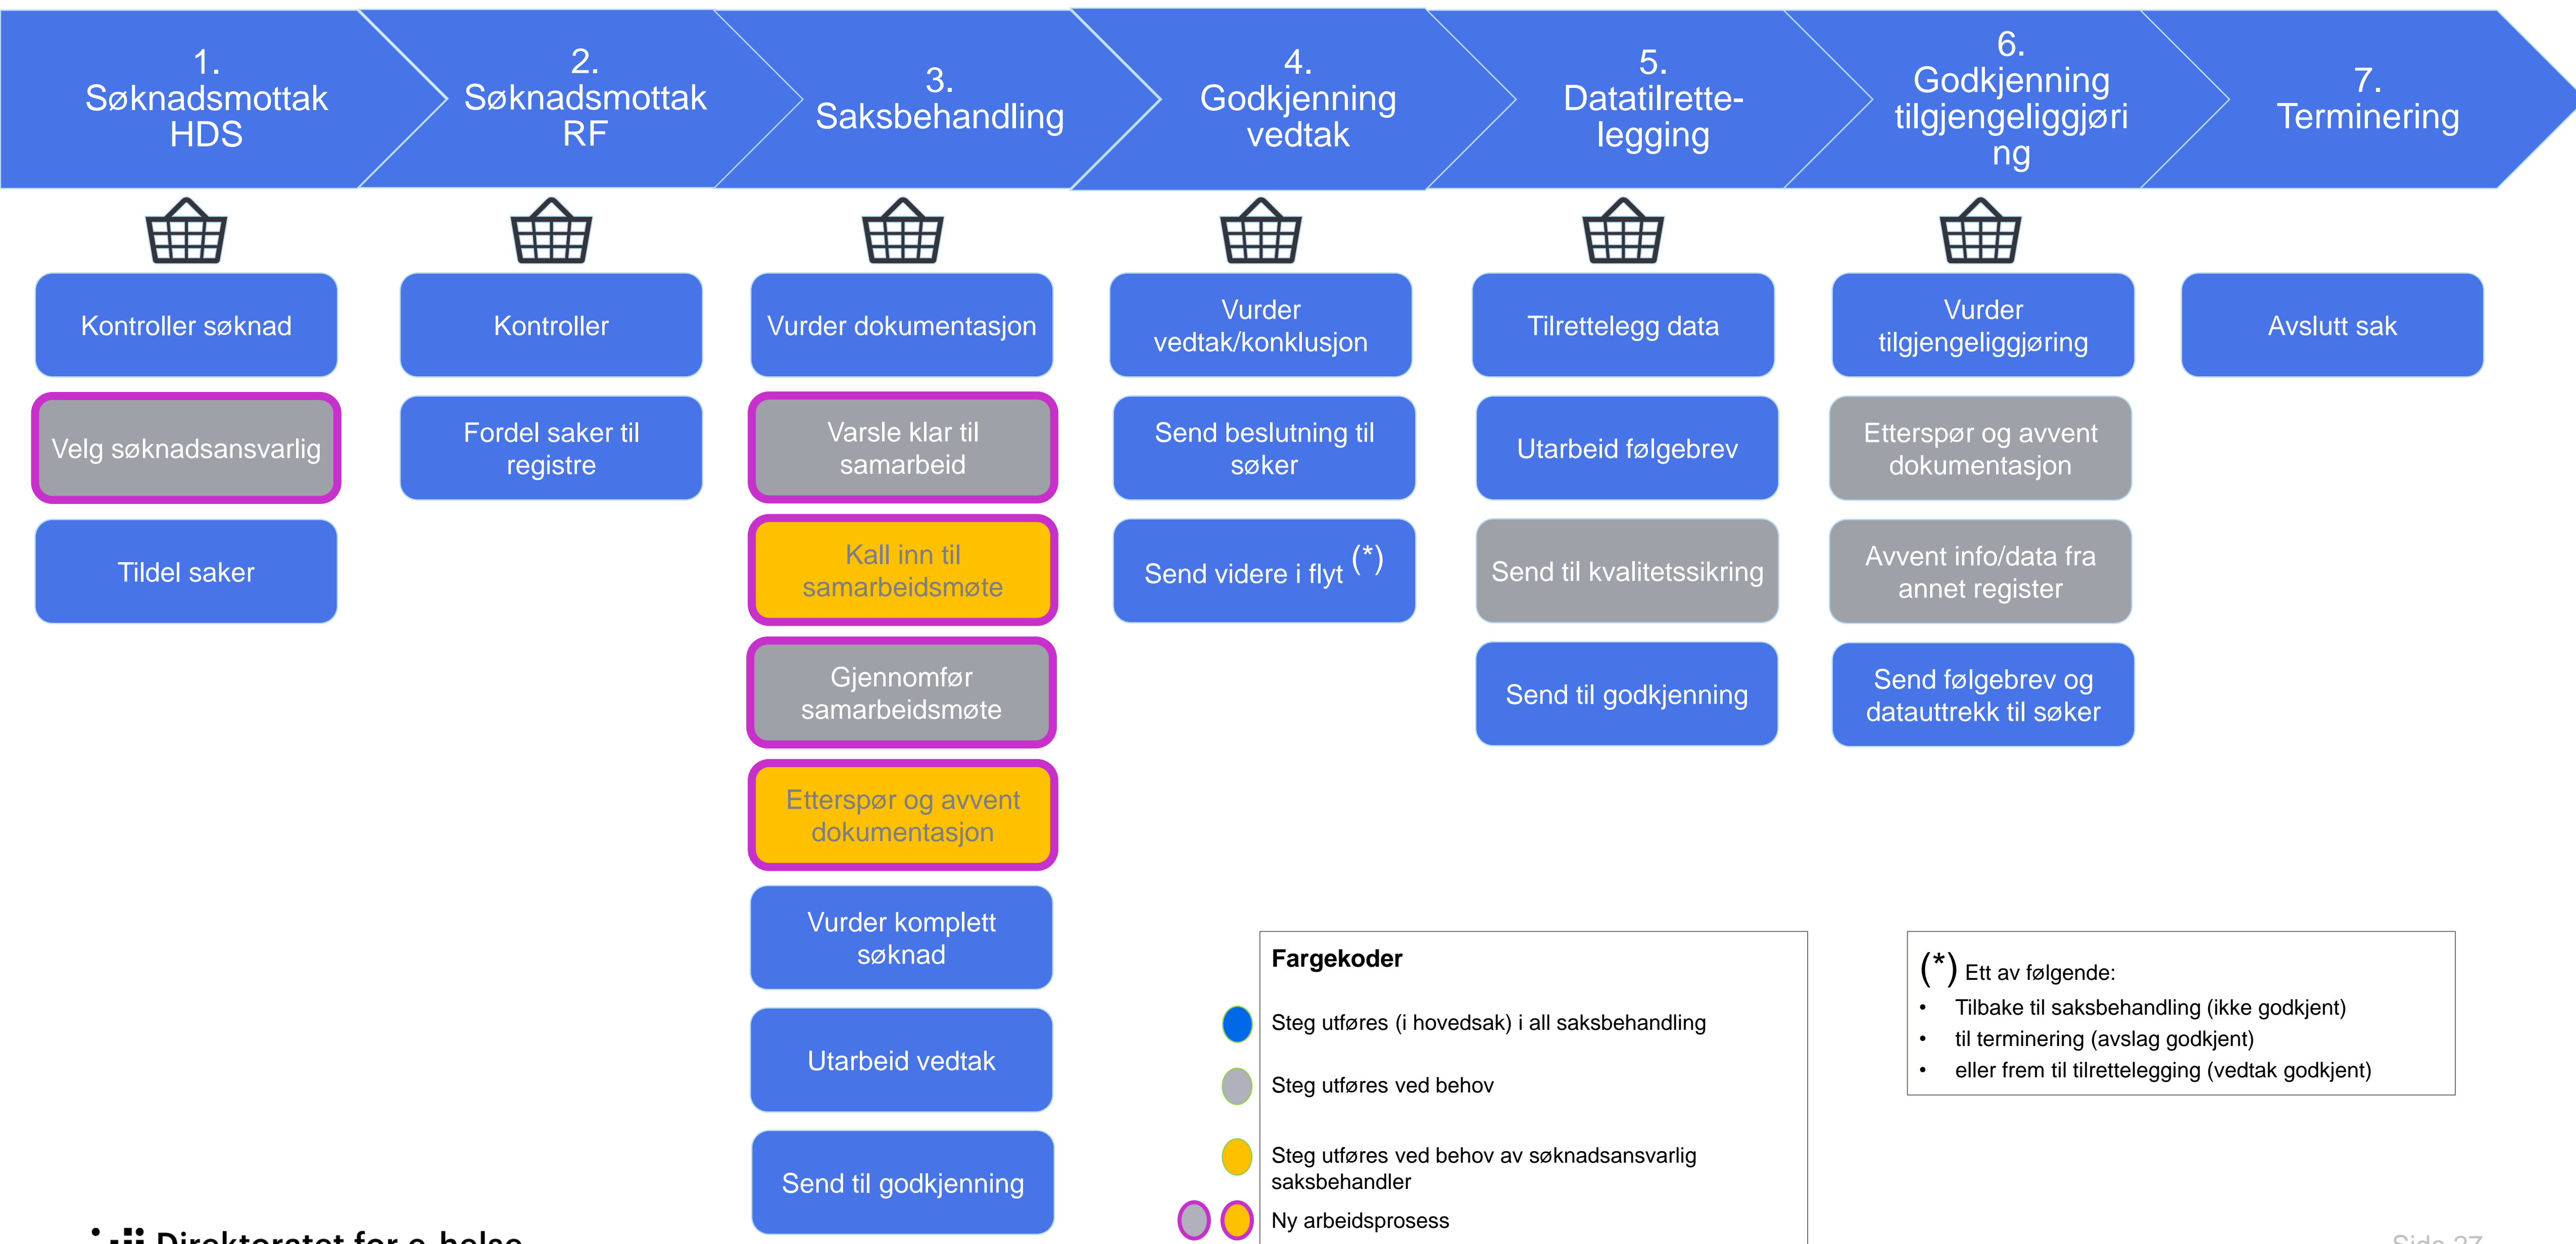 1.
Søknadsmottak
HDS
2.
Søknadsmottak
RF
3.
Saksbehandling
4.
Godkjenning
vedtak
5.
Datatilrette-
legging
6.
Godkjenning
tilgjengeliggjøri
ng
7.
Terminering
Kontroller søknad
Velg søknadsansvarlig
Tildel saker
Kontroller
Fordel saker til
registre
Vurder dokumentasjon
Varsle klar til
samarbeid
Kall inn til
samarbeidsmøte
Gjennomfør
samarbeidsmøte
Etterspør og avvent
dokumentasjon
Vurder komplett
søknad
Utarbeid vedtak
Send til godkjenning
Vurder
vedtak/konklusjon
Send beslutning til
søker
Send videre i flyt (*)
Tilrettelegg data
Utarbeid følgebrev
Send til kvalitetssikring
Send til godkjenning
Vurder
tilgjengeliggjøring
Etterspør og avvent
dokumentasjon
Avvent info/data fra
annet register
Send følgebrev og
datauttrekk til søker
Avslutt sak
Fargekoder
Steg utføres (i hovedsak) i all saksbehandling
Steg utføres ved behov
Steg utføres ved behov av søknadsansvarlig
saksbehandler
Ny arbeidsprosess
(*) Ett av følgende:
• Tilbake til saksbehandling (ikke godkjent)
• til terminering (avslag godkjent)
• eller frem til tilrettelegging (vedtak godkjent)
Direktoratet for e-helse
Side 27